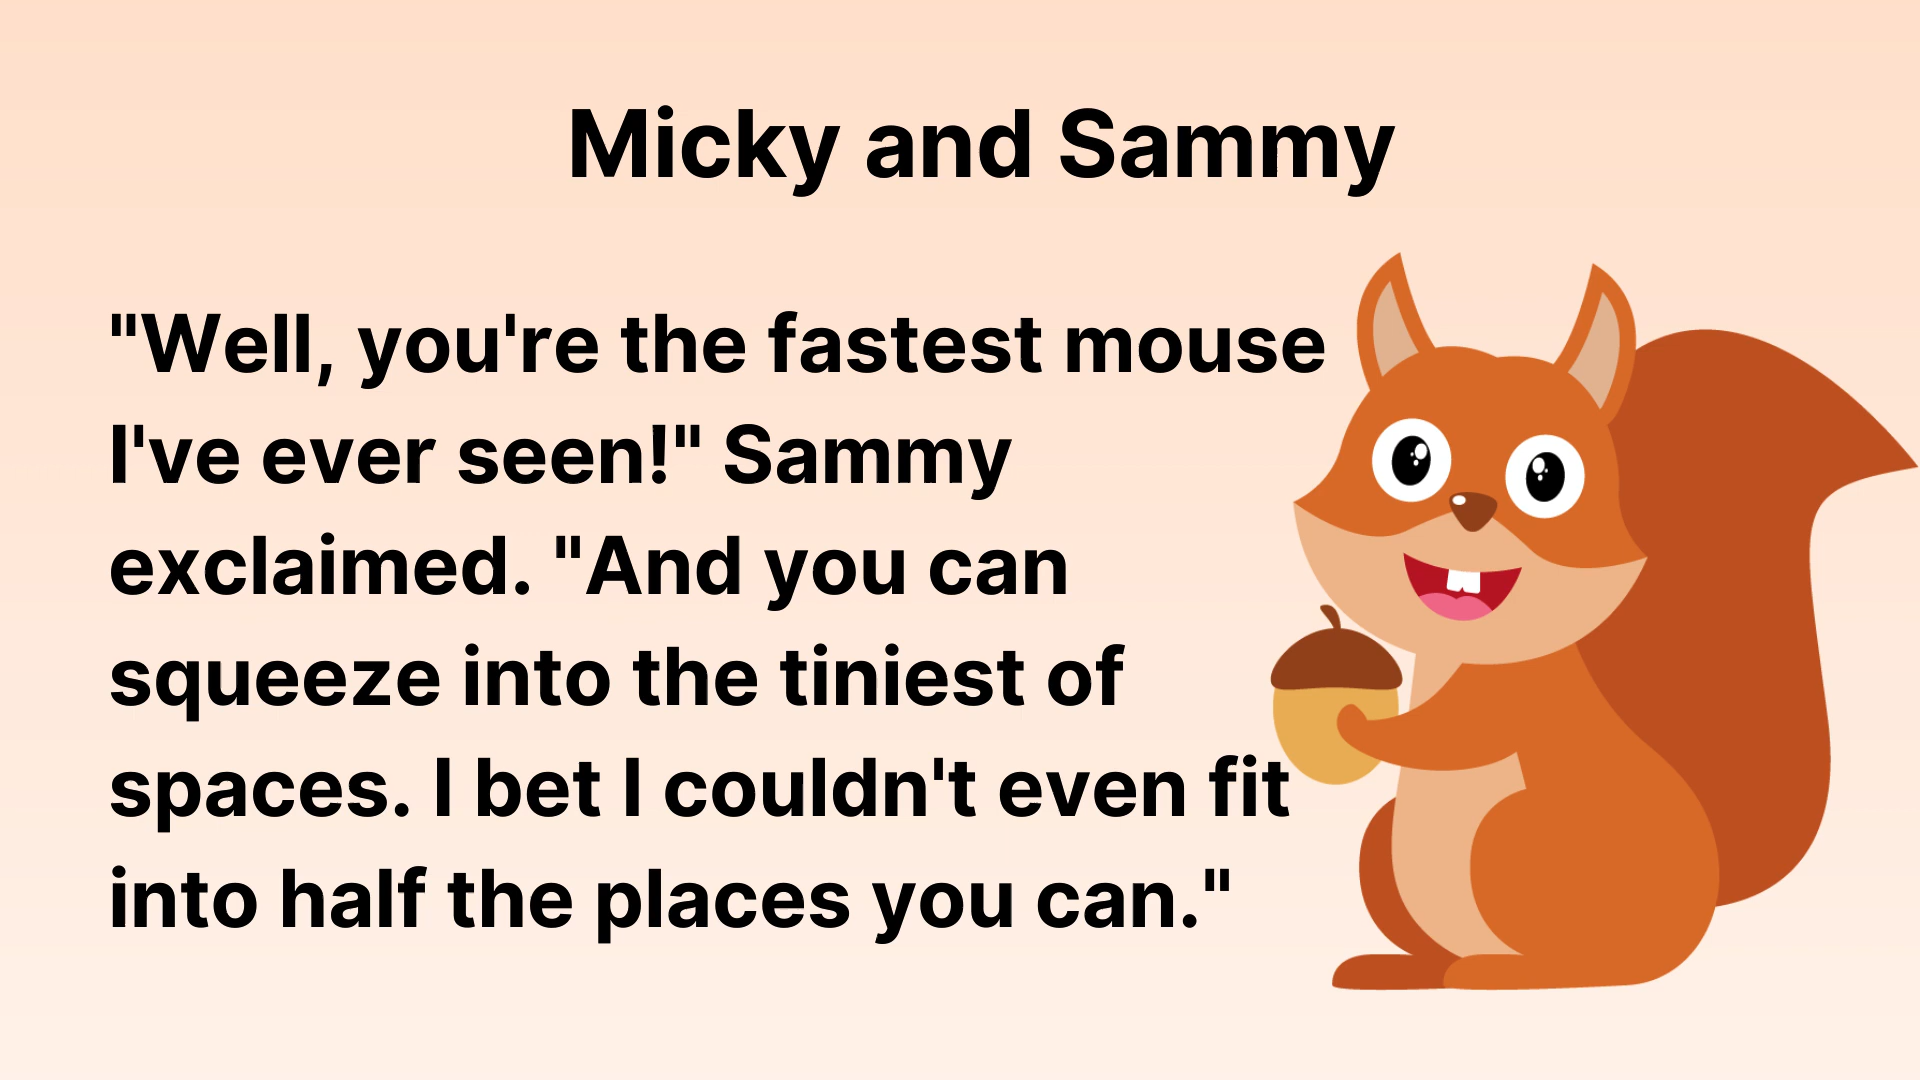 Micky and Sammy
"Well, you're the fastest mouse
I've ever seen!" Sammy
exclaimed. "And you can
squeeze into the tiniest of
spaces. I bet I couldn't even fit
into half the places you can."